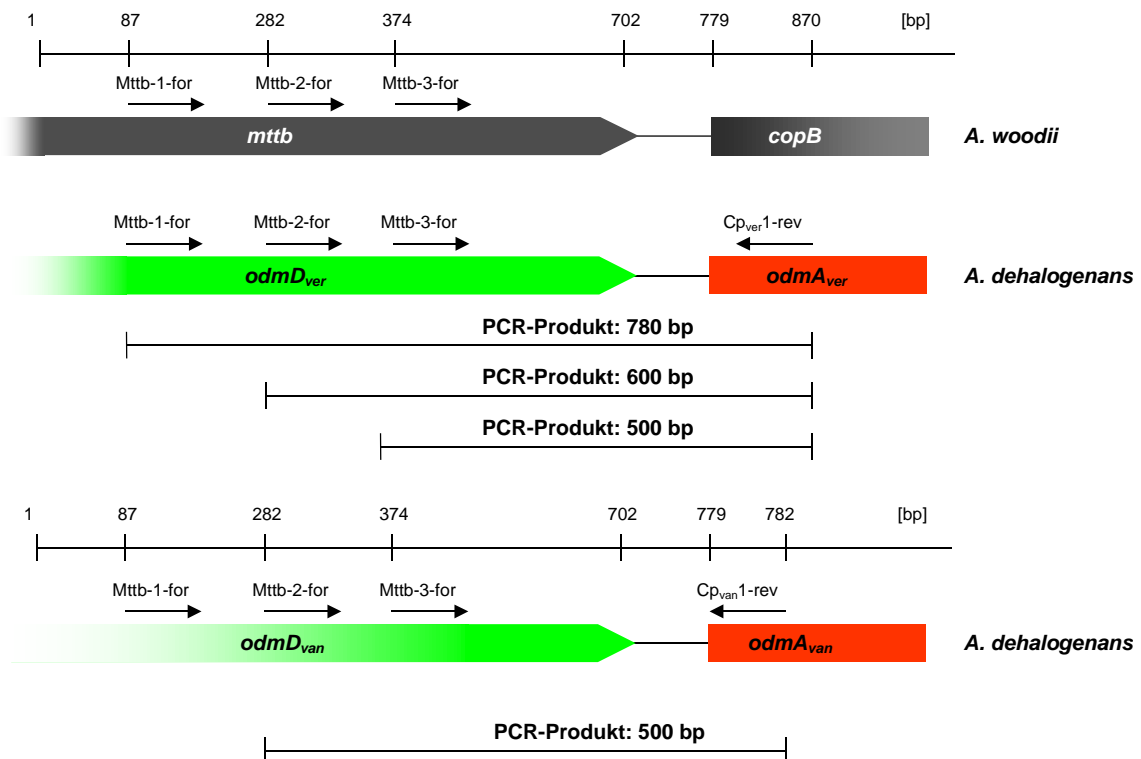 1 87 282 374 702 779 870 [bp]
Mttb-1-for Mttb-2-for Mttb-3-for
mttb copB A. woodii
Mttb-1-for Mttb-2-for Mttb-3-for Cpver1-rev
odmDver odmAver A. dehalogenans
PCR-Produkt: 780 bp
PCR-Produkt: 600 bp
PCR-Produkt: 500 bp
1 87 282 374 702 779 782 [bp]
Mttb-1-for Mttb-2-for Mttb-3-for Cpvan1-rev
odmDvan odmAvan A. dehalogenans
PCR-Produkt: 500 bp